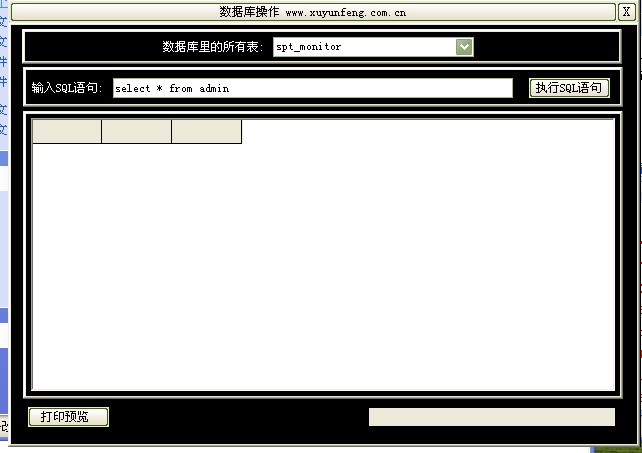 数据库操作 www.xuyunfeng.com.cn X
数据库里的所有表: spt_monitor
输入SQL语句: select * from admin 执行SQL语句
打印预览